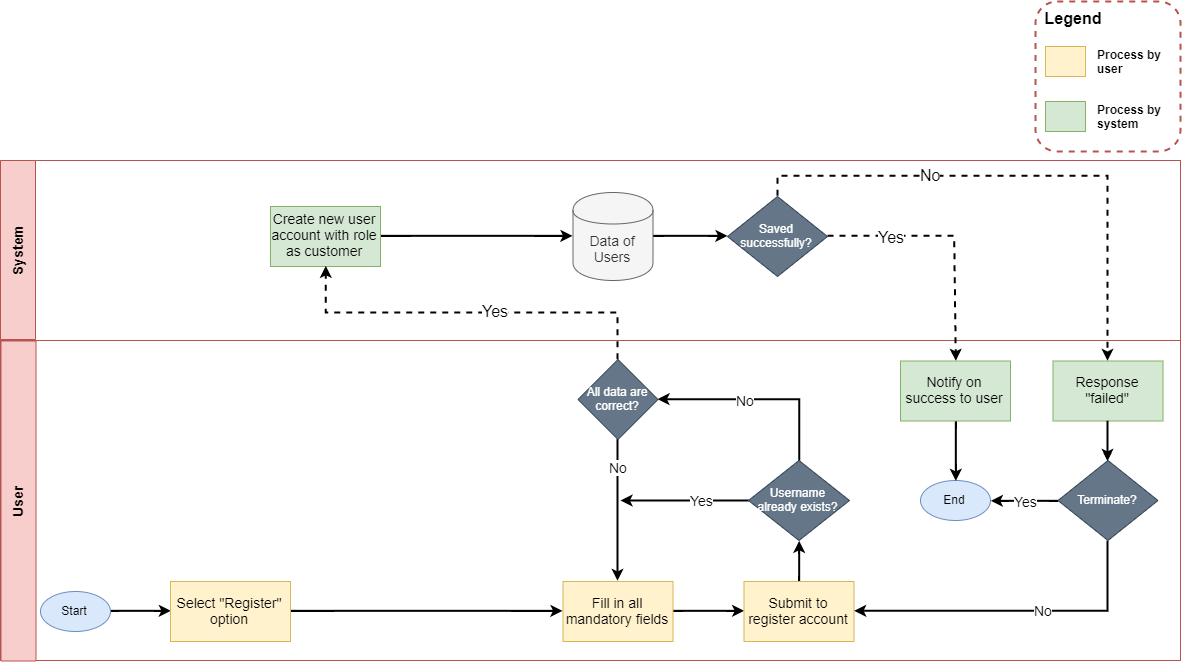 Legend
Process by
user
Process by
system
System
No
Create new user
account with role
as customer
Data of
Users
Saved
successfully?
Yes
Yes
User
All data are
correct?
No
Notify on
success to user
Response
"failed"
No
Username
already exists?
Yes
End
Yes
Terminate?
Start
Select "Register"
option
Fill in all
mandatory fields
Submit to
register account
No